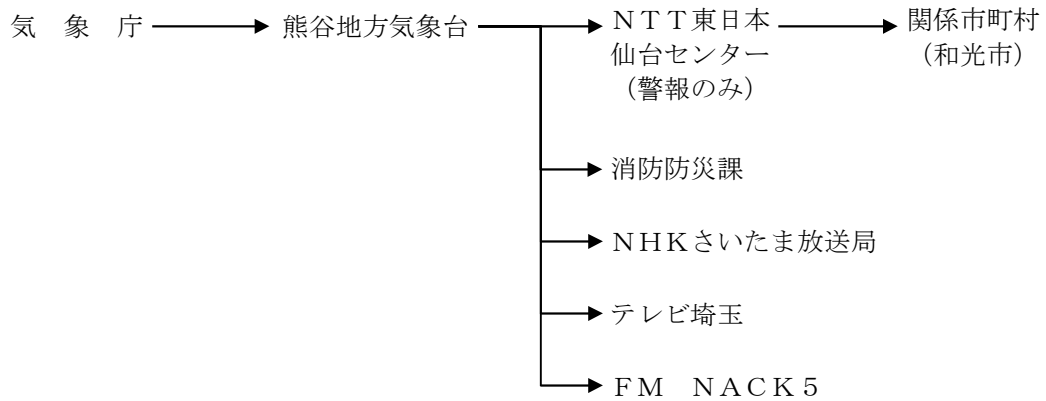 気　象　庁
熊谷地方気象台
ＮＴＴ東日本
仙台センター
（警報のみ）
関係市町村
（和光市）
消防防災課
ＮＨＫさいたま放送局
テレビ埼玉
ＦＭ　ＮＡＣＫ５